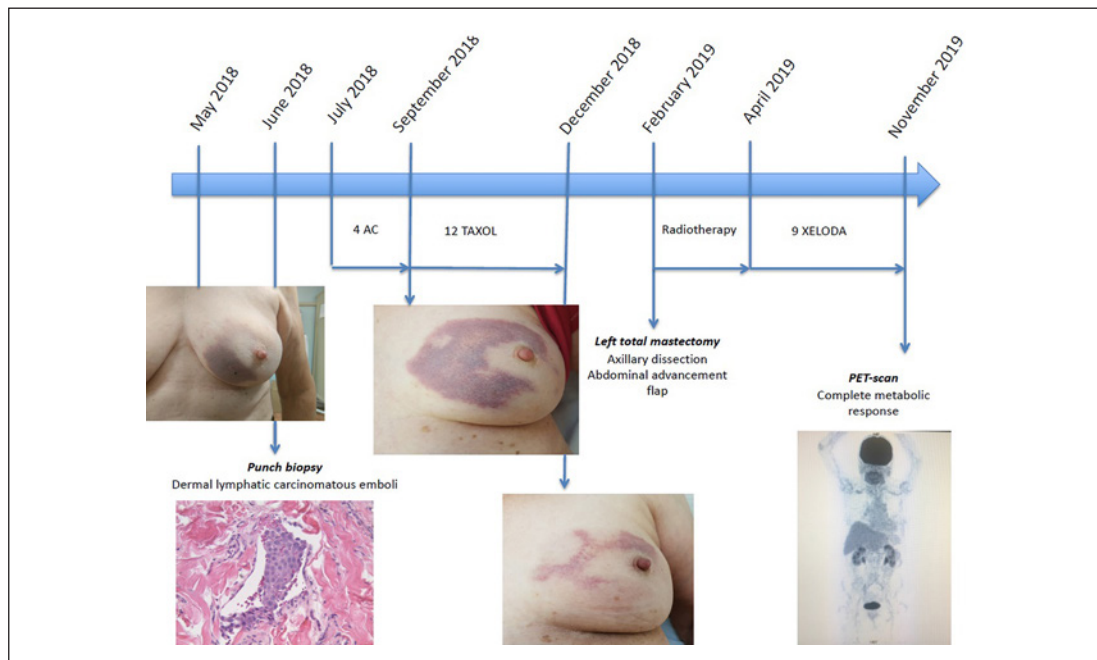 May 2018
June 2018
July 2018
September 2018
December 2018
February 2019
April 2019
November 2019
4 AC
12 TAXOL
Radiotherapy
9 XELODA
Left total mastectomy
Axillary dissection
Abdominal advancement
flap
PET-scan
Complete metabolic
response
Punch biopsy
Dermal lymphatic carcinomatous emboli